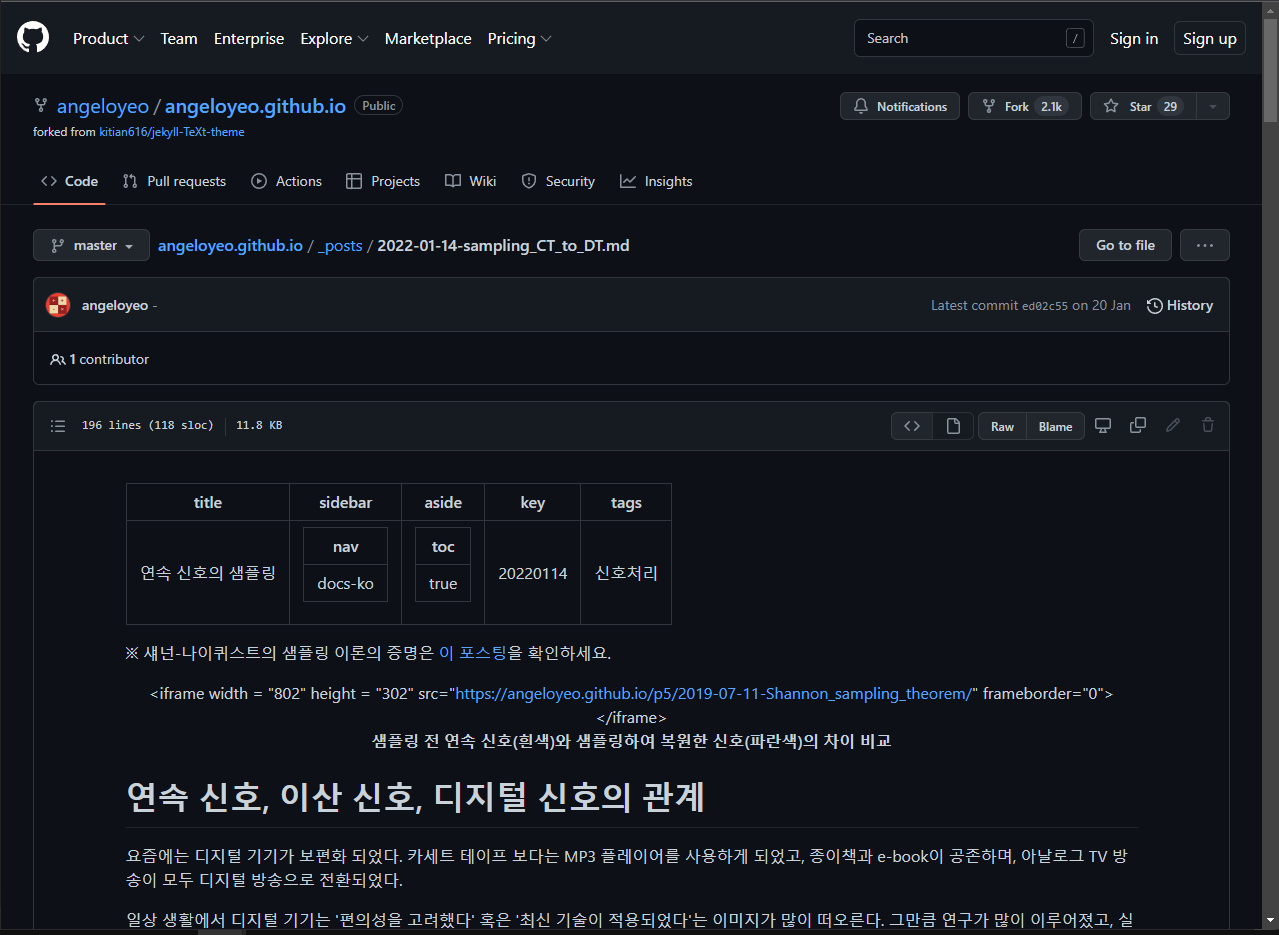 Product Team Enterprise Explore Marketplace Pricing Search / Sign in Sign up
angeloyeo / angeloyeo.github.io Public Notifications Fork 2.1k Star 29
forked from kitian616/jekyll-TeXt-theme
Code Pull requests Actions Projects Wiki Security Insights
master angeloyeo.github.io / _posts / 2022-01-14-sampling_CT_to_DT.md Go to file ...
angeloyeo - Latest commit ed02c55 on 20 Jan History
1 contributor
196 lines (118 sloc) 11.8 KB <> Raw Blame
title sidebar aside key tags
nav toc
연속 신호의 샘플링 20220114 신호처리
docs-ko true
※ 섀넌-나이퀴스트의 샘플링 이론의 증명은 이 포스팅을 확인하세요.
<iframe width = "802" height = "302" src="https://angeloyeo.github.io/p5/2019-07-11-Shannon_sampling_theorem/" frameborder="0">
</iframe>
샘플링 전 연속 신호(흰색)와 샘플링하여 복원한 신호(파란색)의 차이 비교
연속 신호, 이산 신호, 디지털 신호의 관계
요즘에는 디지털 기기가 보편화 되었다. 카세트 테이프 보다는 MP3 플레이어를 사용하게 되었고, 종이책과 e-book이 공존하며, 아날로그 TV 방
송이 모두 디지털 방송으로 전환되었다.
일상 생활에서 디지털 기기는 '편의성을 고려했다' 혹은 '최신 기술이 적용되었다'는 이미지가 많이 떠오른다. 그만큼 연구가 많이 이루어졌고, 실